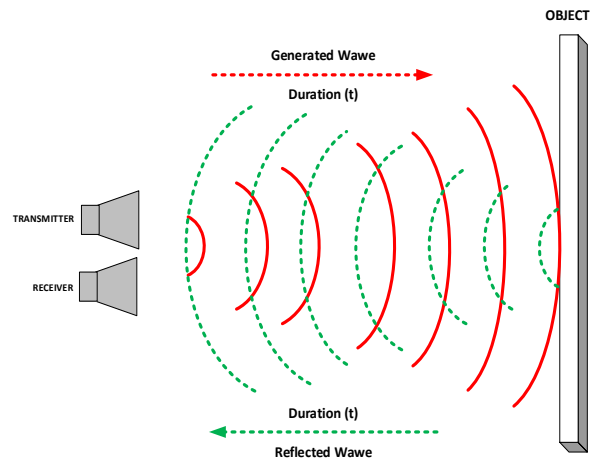 OBJECT
Generated Wawe
Duration (t)
TRANSMITTER
RECEIVER
Duration (t)
Reflected Wawe